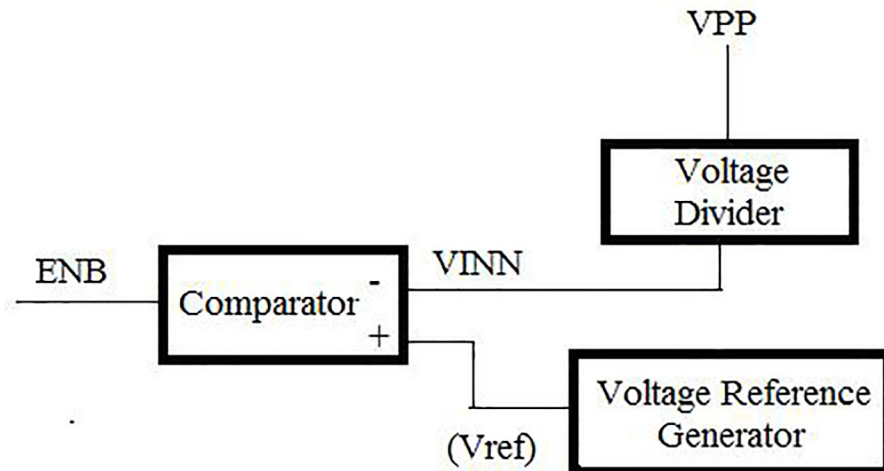 VPP
Voltage
Divider
ENB
VINN
Comparator
-
+
Voltage Reference
Generator
(Vref)